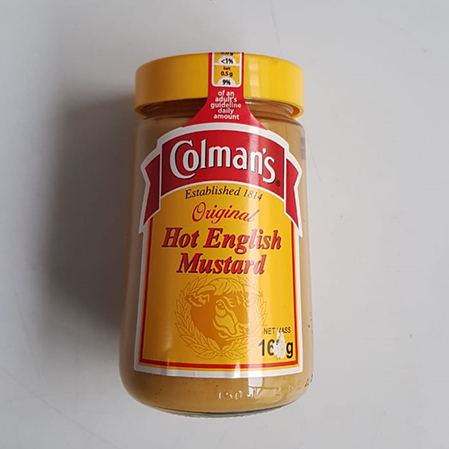 <1%
0.5g
9%
of an
adult's
guideline
daily
amount
Colman's
Established 1814
Original
Hot English
Mustard
NET MASS